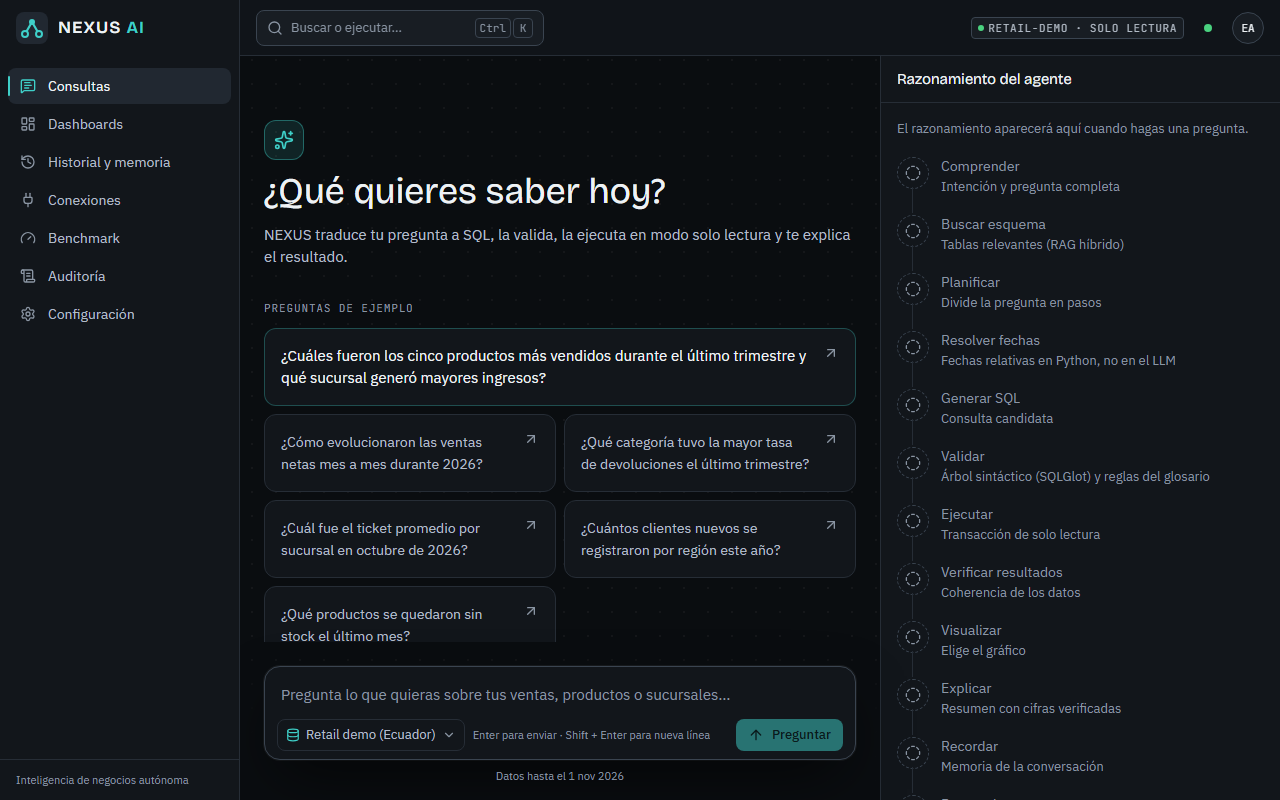 NEXUS AI
Buscar o ejecutar...
Ctrl K
RETAIL-DEMO · SOLO LECTURA
EA
Consultas
Dashboards
Historial y memoria
Conexiones
Benchmark
Auditoría
Configuración
Inteligencia de negocios autónoma
¿Qué quieres saber hoy?
NEXUS traduce tu pregunta a SQL, la valida, la ejecuta en modo solo lectura y te explica
el resultado.
PREGUNTAS DE EJEMPLO
¿Cuáles fueron los cinco productos más vendidos durante el último trimestre y
qué sucursal generó mayores ingresos?
¿Cómo evolucionaron las ventas
netas mes a mes durante 2026?
¿Qué categoría tuvo la mayor tasa
de devoluciones el último trimestre?
¿Cuál fue el ticket promedio por
sucursal en octubre de 2026?
¿Cuántos clientes nuevos se
registraron por región este año?
¿Qué productos se quedaron sin
stock el último mes?
Pregunta lo que quieras sobre tus ventas, productos o sucursales...
Retail demo (Ecuador)
Enter para enviar · Shift + Enter para nueva línea
Preguntar
Datos hasta el 1 nov 2026
Razonamiento del agente
El razonamiento aparecerá aquí cuando hagas una pregunta.
Comprender
Intención y pregunta completa
Buscar esquema
Tablas relevantes (RAG híbrido)
Planificar
Divide la pregunta en pasos
Resolver fechas
Fechas relativas en Python, no en el LLM
Generar SQL
Consulta candidata
Validar
Árbol sintáctico (SQLGlot) y reglas del glosario
Ejecutar
Transacción de solo lectura
Verificar resultados
Coherencia de los datos
Visualizar
Elige el gráfico
Explicar
Resumen con cifras verificadas
Recordar
Memoria de la conversación